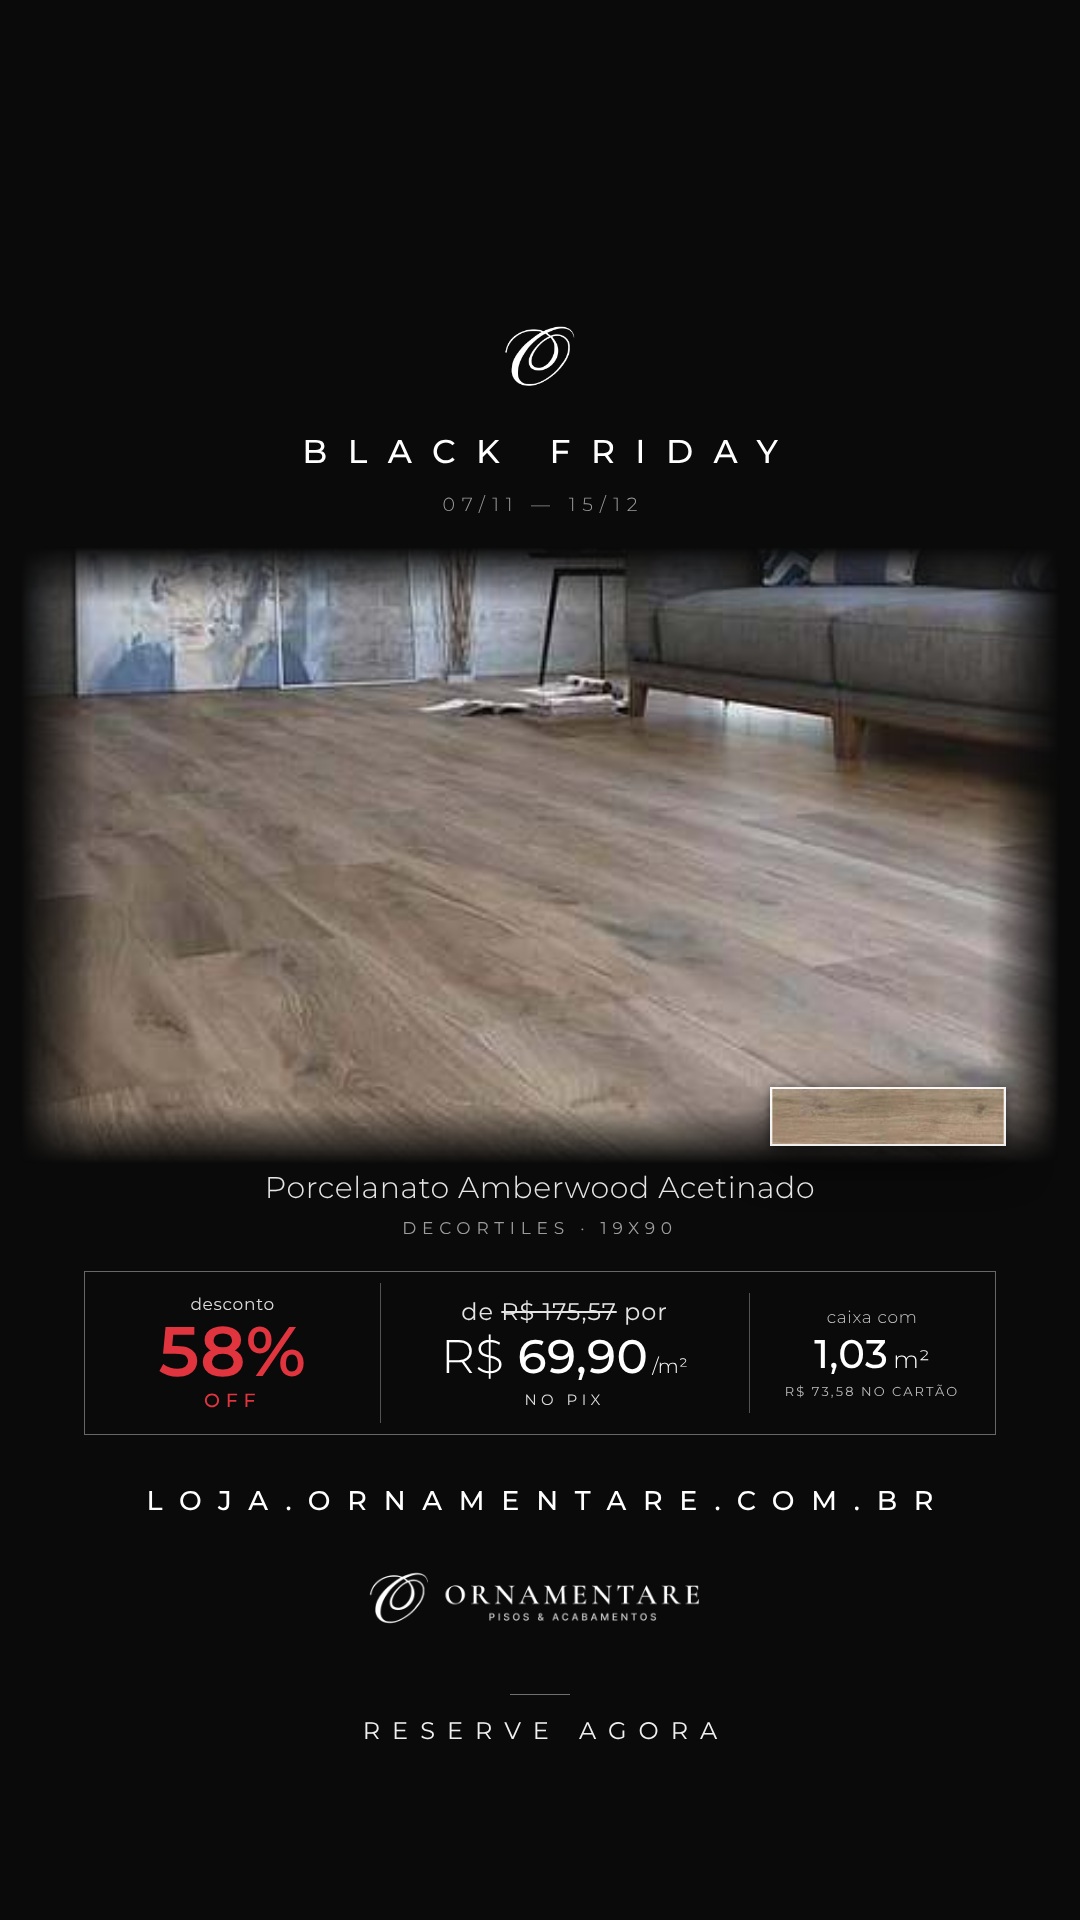 BLACK FRIDAY
07/11 — 15/12
Porcelanato Amberwood Acetinado
DECORTILES · 19X90
desconto
58%
OFF
de R$ 175,57 por
R$ 69,90/m²
NO PIX
caixa com
1,03 m²
R$ 73,58 NO CARTÃO
LOJA.ORNAMENTARE.COM.BR
ORNAMENTARE
PISOS & ACABAMENTOS
RESERVE AGORA